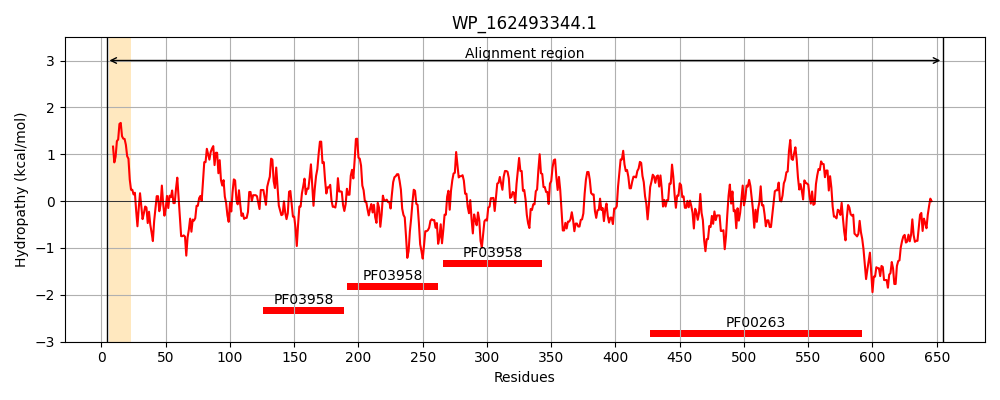 WP_162493344.1
Alignment region
Hydropathy (kcal/mol)
3
2
1
0
−1
−2
−3
PF03958
PF03958
PF03958
PF00263
0 50 100 150 200 250 300 350 400 450 500 550 600 650
Residues